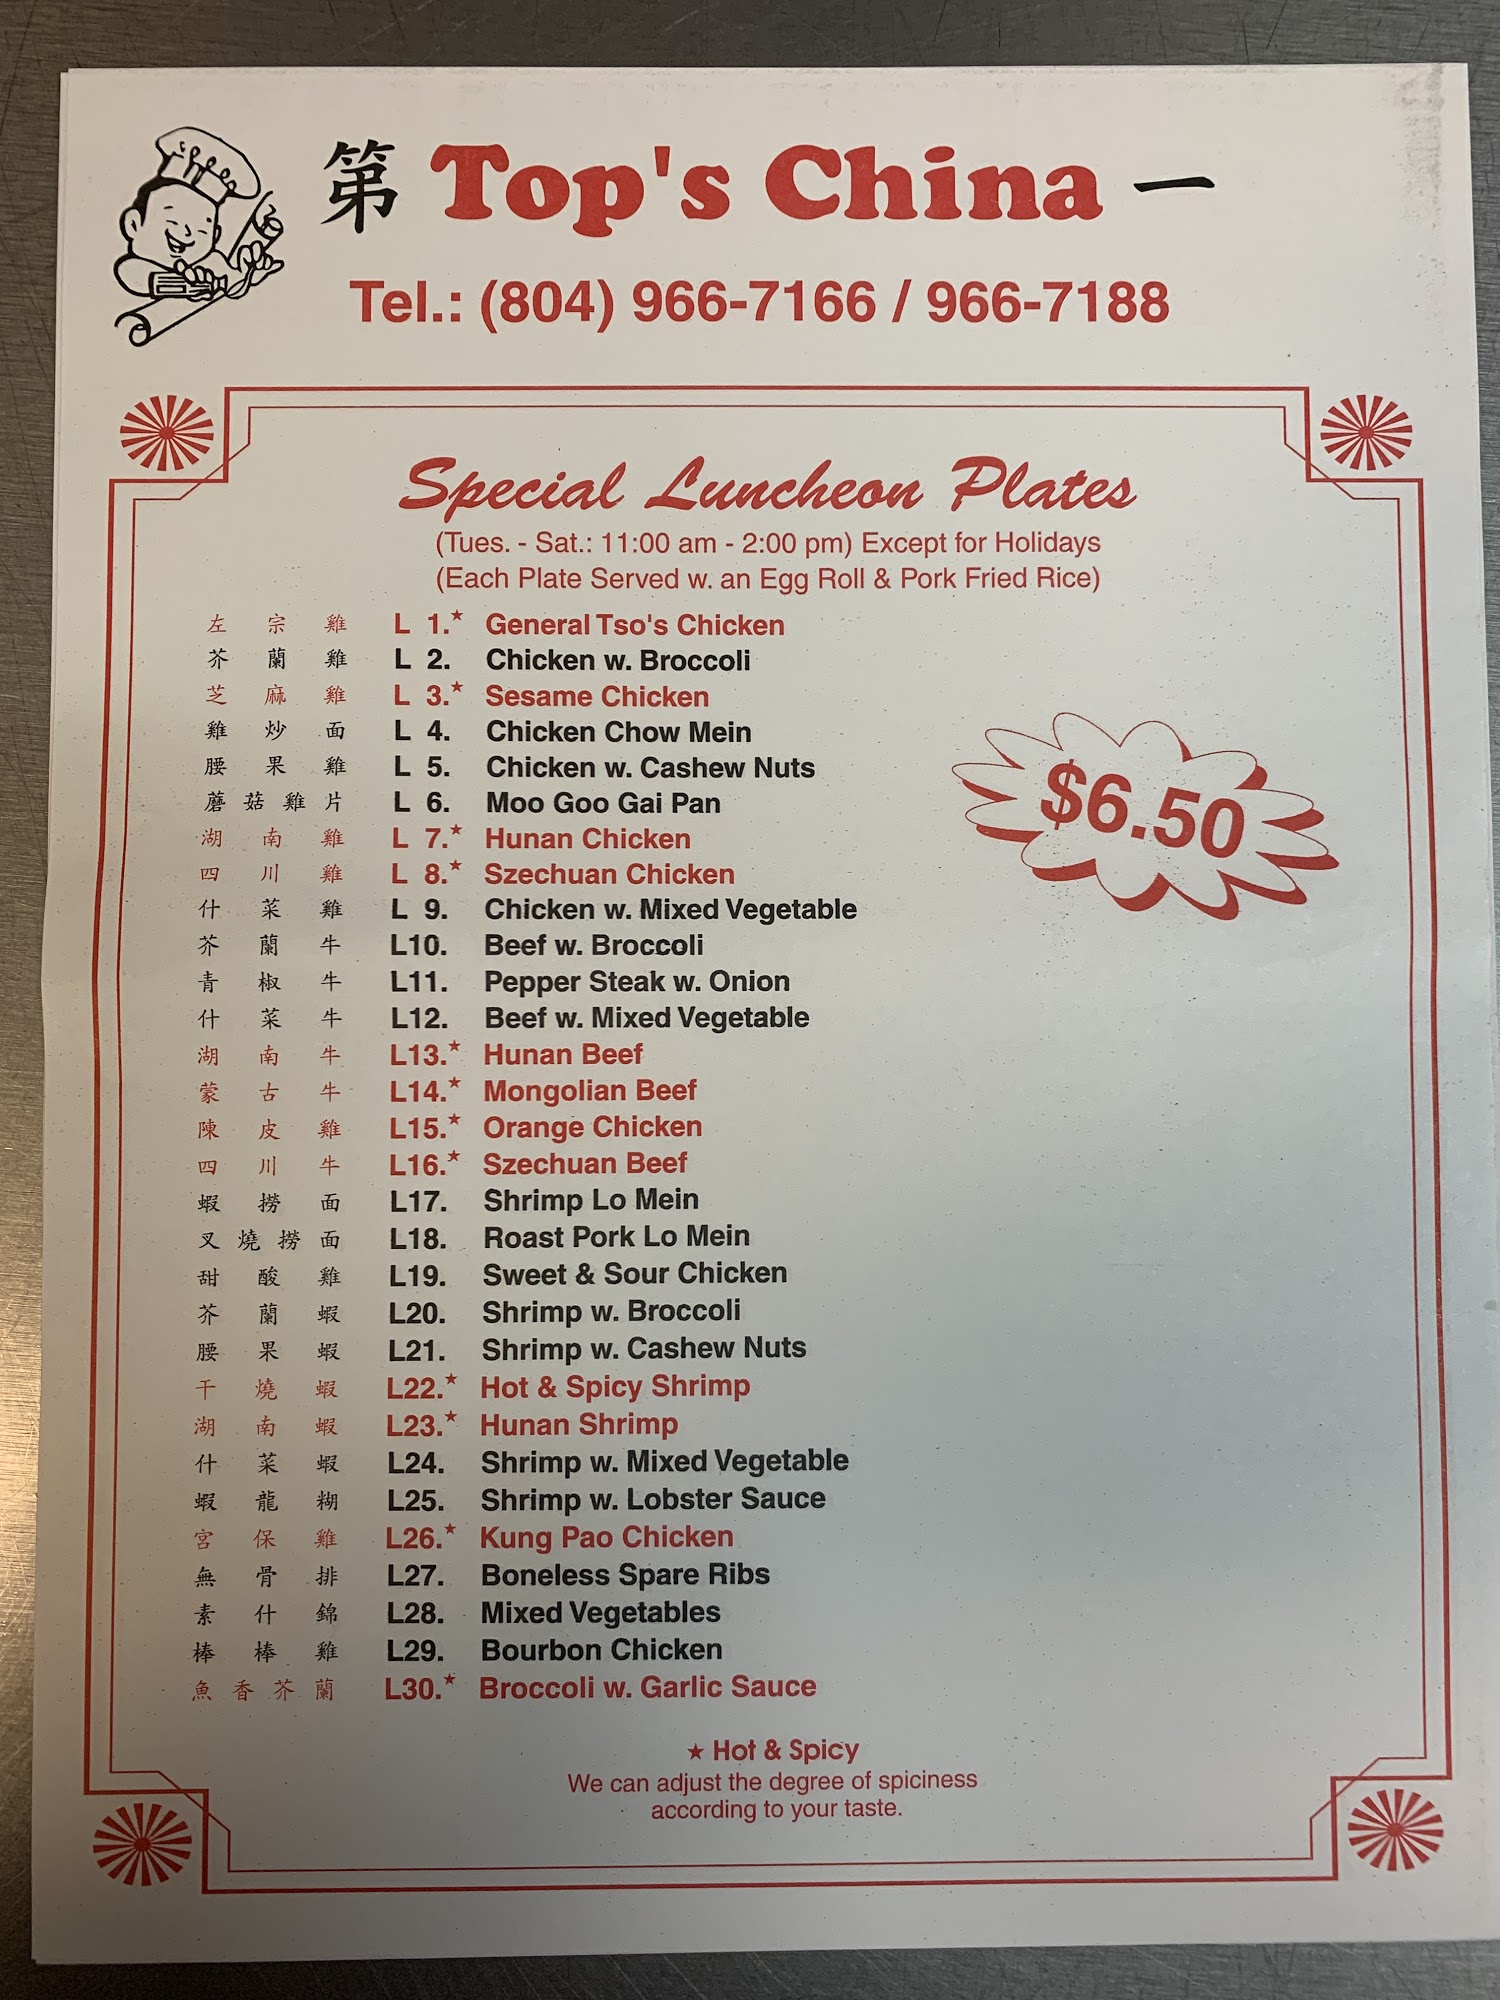 第 Top's China 一
Tel.: (804) 966-7166 / 966-7188
Special Luncheon Plates
(Tues. - Sat.: 11:00 am - 2:00 pm) Except for Holidays
(Each Plate Served w. an Egg Roll & Pork Fried Rice)
左宗雞 L 1.★ General Tso's Chicken
芥蘭雞 L 2. Chicken w. Broccoli
芝麻雞 L 3.★ Sesame Chicken
雞炒面 L 4. Chicken Chow Mein
腰果雞 L 5. Chicken w. Cashew Nuts
蘑菇雞片 L 6. Moo Goo Gai Pan
湖南雞 L 7.★ Hunan Chicken
四川雞 L 8.★ Szechuan Chicken
什菜雞 L 9. Chicken w. Mixed Vegetable
芥蘭牛 L10. Beef w. Broccoli
青椒牛 L11. Pepper Steak w. Onion
什菜牛 L12. Beef w. Mixed Vegetable
湖南牛 L13.★ Hunan Beef
蒙古牛 L14.★ Mongolian Beef
陳皮雞 L15.★ Orange Chicken
四川牛 L16.★ Szechuan Beef
蝦撈面 L17. Shrimp Lo Mein
叉燒撈面 L18. Roast Pork Lo Mein
甜酸雞 L19. Sweet & Sour Chicken
芥蘭蝦 L20. Shrimp w. Broccoli
腰果蝦 L21. Shrimp w. Cashew Nuts
干燒蝦 L22.★ Hot & Spicy Shrimp
湖南蝦 L23.★ Hunan Shrimp
什菜蝦 L24. Shrimp w. Mixed Vegetable
蝦龍糊 L25. Shrimp w. Lobster Sauce
宮保雞 L26.★ Kung Pao Chicken
無骨排 L27. Boneless Spare Ribs
素什錦 L28. Mixed Vegetables
棒棒雞 L29. Bourbon Chicken
魚香芥蘭 L30.★ Broccoli w. Garlic Sauce
$6.50
★ Hot & Spicy
We can adjust the degree of spiciness
according to your taste.